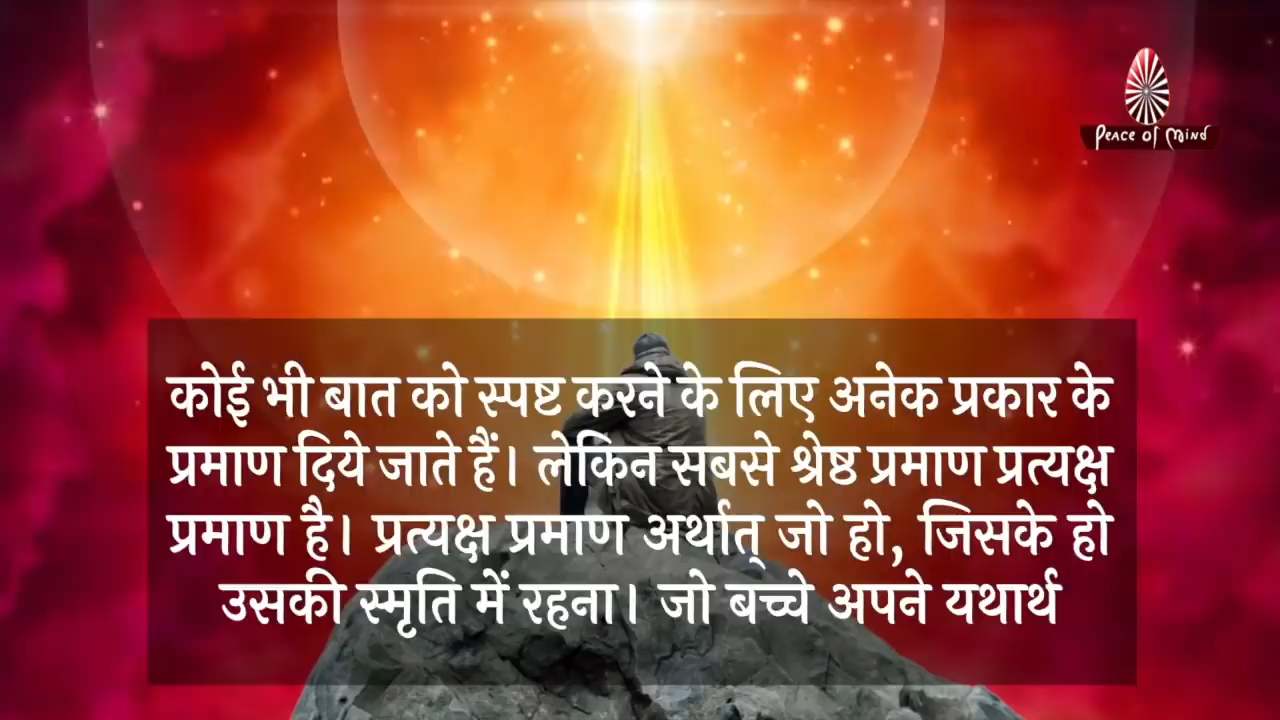 Peace of Mind
कोई भी बात को स्पष्ट करने के लिए अनेक प्रकार के
प्रमाण दिये जाते हैं। लेकिन सबसे श्रेष्ठ प्रमाण प्रत्यक्ष
प्रमाण है। प्रत्यक्ष प्रमाण अर्थात् जो हो, जिसके हो
उसकी स्मृति में रहना। जो बच्चे अपने यथार्थ